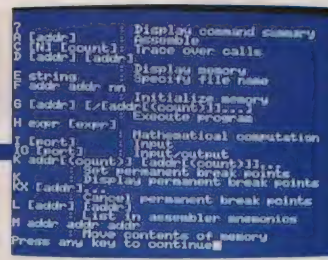 ?                  : Display command summary
A [addr]           : Assemble
C [N] [count]      : Trace over calls
D [addr] [addr]
                   : Display memory
E string           : Specify file name
F addr addr nn
                   : Initialize memory
G [addr] [/[addr[(count)]]...]
                   : Execute program
H expr [expr]
                   : Mathematical computation
I [port]           : Input
IO [port]          : Input/output
K addr[(count)] [addr[(count)]]...
                   : Set permanent break points
K                  : Display permanent break points
KX [addr]...
                   : Cancel permanent break points
L [addr] [addr]
                   : List in assembler mnemonics
M addr addr addr
                   : Move contents of memory
Press any key to continue